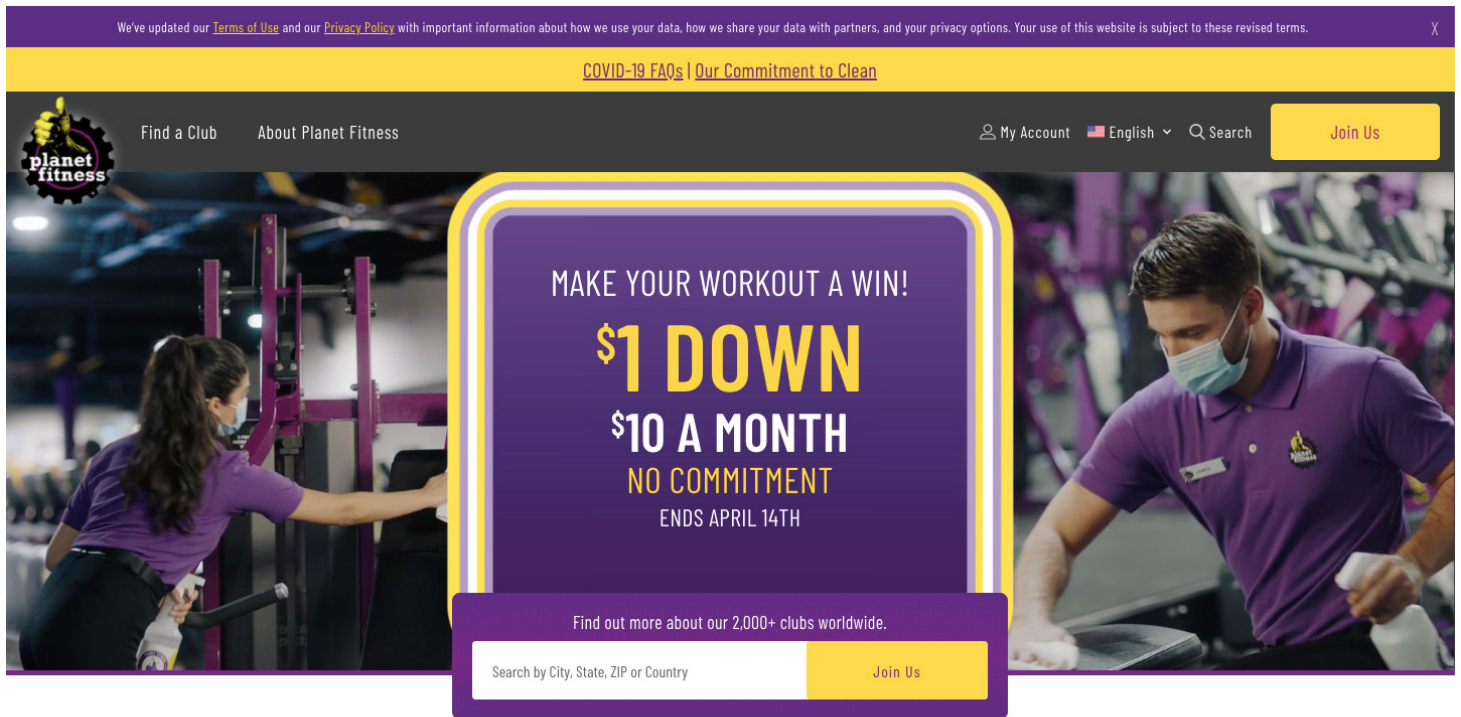 We've updated our Terms of Use and our Privacy Policy with important information about how we use your data, how we share your data with partners, and your privacy options. Your use of this website is subject to these revised terms.
X
COVID-19 FAQs | Our Commitment to Clean
planet
fitness
Find a Club
About Planet Fitness
My Account
English
Search
Join Us
MAKE YOUR WORKOUT A WIN!
$1 DOWN
$10 A MONTH
NO COMMITMENT
ENDS APRIL 14TH
planet
fitness
Find out more about our 2,000+ clubs worldwide.
Search by City, State, ZIP or Country
Join Us